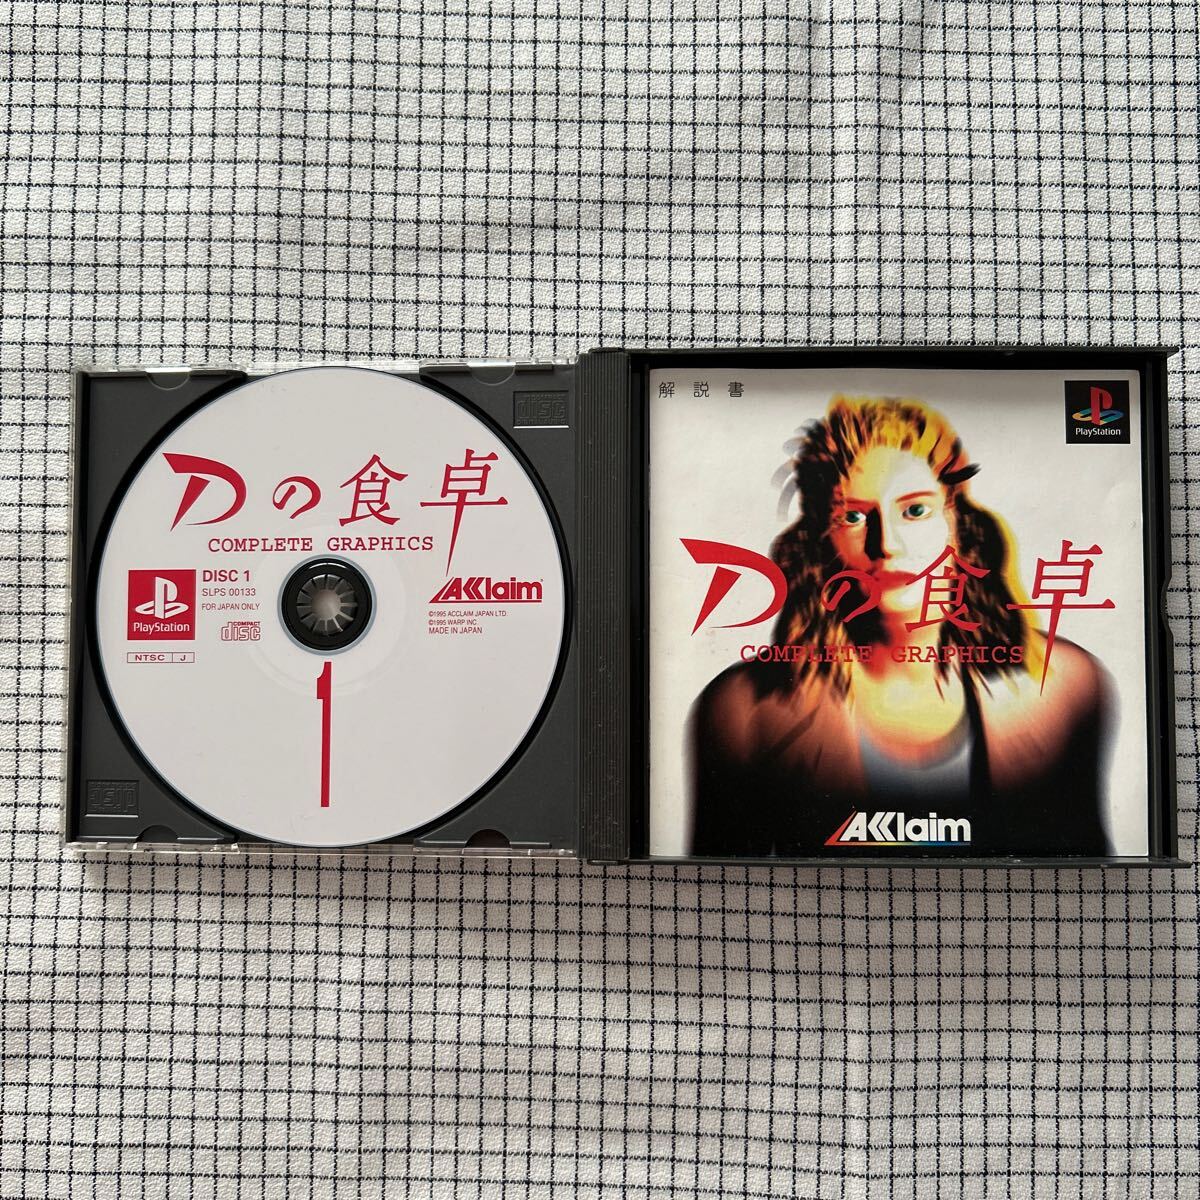 Dの食卓
COMPLETE GRAPHICS
DISC 1
SLPS 00133
FOR JAPAN ONLY
PlayStation
NTSC J
COMPACT
disc
AKklaim
©1995 ACCLAIM JAPAN LTD.
©1995 WARP INC.
MADE IN JAPAN
1
解説書
PlayStation
Dの食卓
COMPLETE GRAPHICS
AKklaim